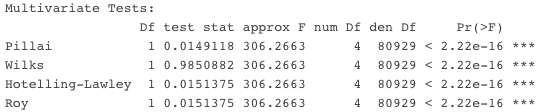 Multivariate Tests:
Df test stat approx F num Df den Df Pr(>F)
Pillai 1 0.0149118 306.2663 4 80929 < 2.22e-16 ***
Wilks 1 0.9850882 306.2663 4 80929 < 2.22e-16 ***
Hotelling-Lawley 1 0.0151375 306.2663 4 80929 < 2.22e-16 ***
Roy 1 0.0151375 306.2663 4 80929 < 2.22e-16 ***